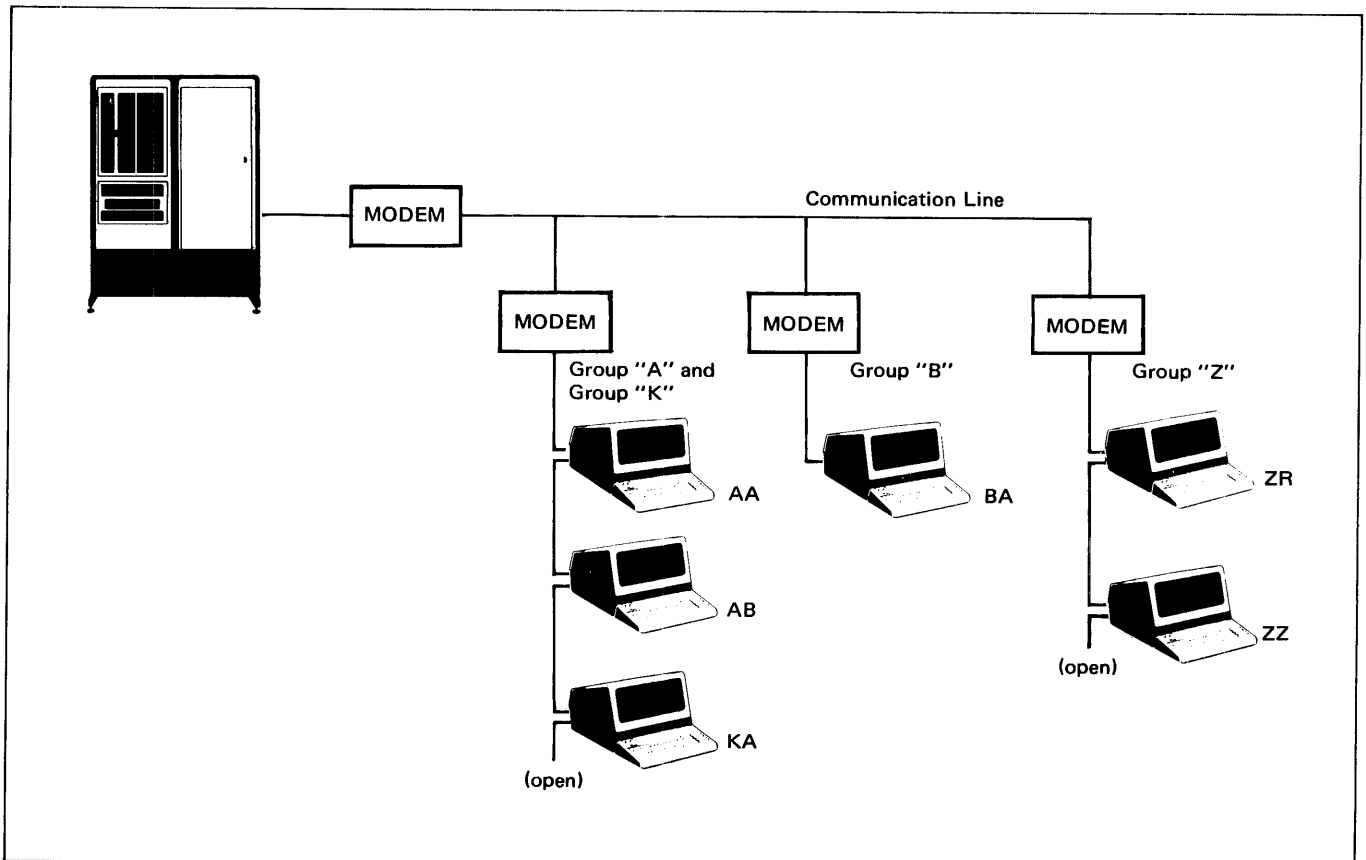 Communication Line
MODEM
MODEM
MODEM
MODEM
Group "A" and
Group "K"
Group "B"
Group "Z"
AA
BA
ZR
AB
ZZ
(open)
KA
(open)